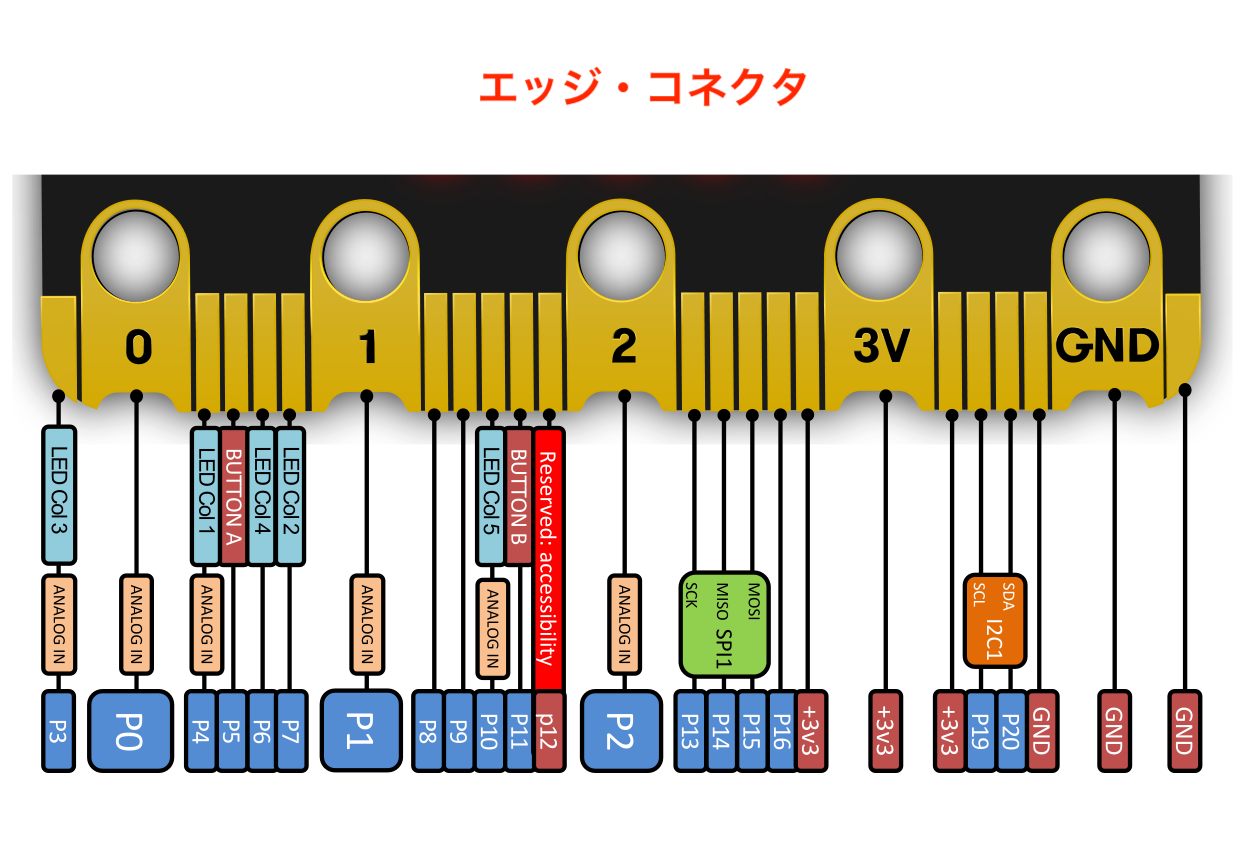 エッジ・コネクタ
0
1
2
3V
GND
LED Col 3
LED Col 1
BUTTON A
LED Col 4
LED Col 2
LED Col 5
BUTTON B
Reserved: accessibility
ANALOG IN
ANALOG IN
ANALOG IN
ANALOG IN
ANALOG IN
ANALOG IN
SCK
MISO
MOSI
SPI1
SCL
SDA
I2C1
P3
P0
P4
P5
P6
P7
P1
P8
P9
P10
P11
p12
P2
P13
P14
P15
P16
+3v3
+3v3
+3v3
P19
P20
GND
GND
GND